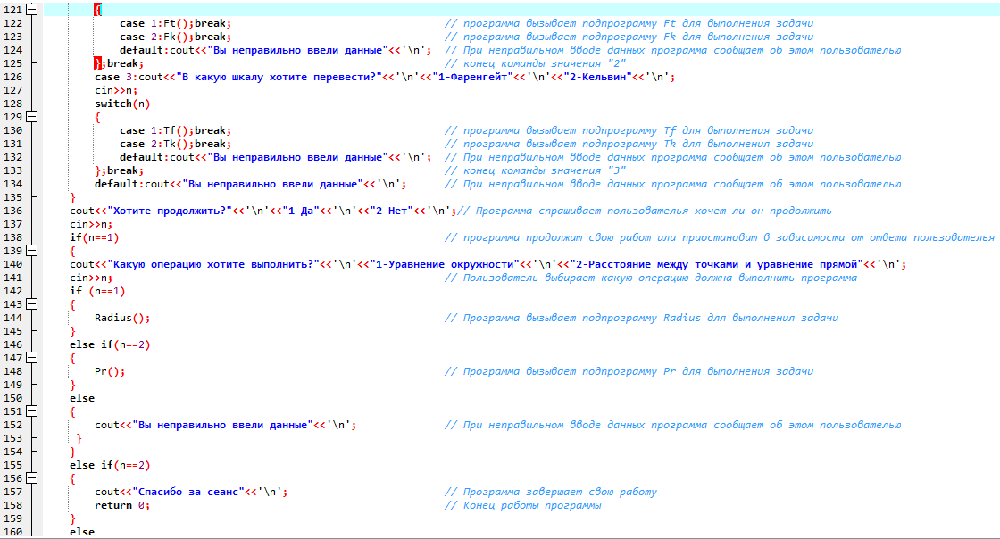 121 {
122 case 1:Ft();break; // программа вызывает подпрограмму Ft для выполнения задачи
123 case 2:Fk();break; // программа вызывает подпрограмму Fk для выполнения задачи
124 default:cout<<"Вы неправильно ввели данные"<<'\n'; // При неправильном вводе данных программа сообщает об этом пользователью
125 };break; // конец команды значения "2"
126 case 3:cout<<"В какую шкалу хотите перевести?"<<'\n'<<"1-Фаренгейт"<<'\n'<<"2-Кельвин"<<'\n';
127 cin>>n;
128 switch(n)
129 {
130 case 1:Tf();break; // программа вызывает подпрограмму Tf для выполнения задачи
131 case 2:Tk();break; // программа вызывает подпрограмму Tk для выполнения задачи
132 default:cout<<"Вы неправильно ввели данные"<<'\n'; // При неправильном вводе данных программа сообщает об этом пользователью
133 };break; // конец команды значения "3"
134 default:cout<<"Вы неправильно ввели данные"<<'\n'; // При неправильном вводе данных программа сообщает об этом пользователью
135 }
136 cout<<"Хотите продолжить?"<<'\n'<<"1-Да"<<'\n'<<"2-Нет"<<'\n';// Программа спрашивает пользователья хочет ли он продолжить
137 cin>>n;
138 if(n==1) // программа продолжит свою работ или приостановит в зависимости от ответа пользователья
139 {
140 cout<<"Какую операцию хотите выполнить?"<<'\n'<<"1-Уравнение окружности"<<'\n'<<"2-Расстояние между точками и уравнение прямой"<<'\n';
141 cin>>n; // Пользователь выбирает какую операцию должна выполнить программа
142 if (n==1)
143 {
144 Radius(); // Программа вызывает подпрограмму Radius для выполнения задачи
145 }
146 else if(n==2)
147 {
148 Pr(); // Программа вызывает подпрограмму Pr для выполнения задачи
149 }
150 else
151 {
152 cout<<"Вы неправильно ввели данные"<<'\n'; // При неправильном вводе данных программа сообщает об этом пользователью
153 }
154 }
155 else if(n==2)
156 {
157 cout<<"Спасибо за сеанс"<<'\n'; // Программа завершает свою работу
158 return 0; // Конец работы программы
159 }
160 else